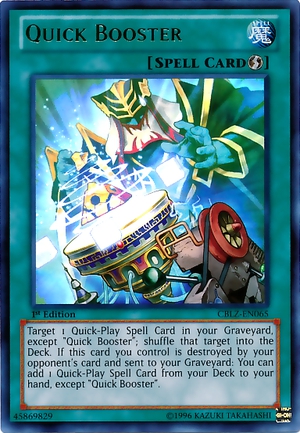 QUICK BOOSTER
SPELL
魔
[SPELL CARD]
1st Edition
CBLZ-EN065
Target 1 Quick-Play Spell Card in your Graveyard,
except "Quick Booster"; shuffle that target into
the Deck. If this card you control is destroyed by your
opponent's card and sent to your Graveyard: You can
add 1 Quick-Play Spell Card from your Deck to your
hand, except "Quick Booster".
45869829
©1996 KAZUKI TAKAHASHI